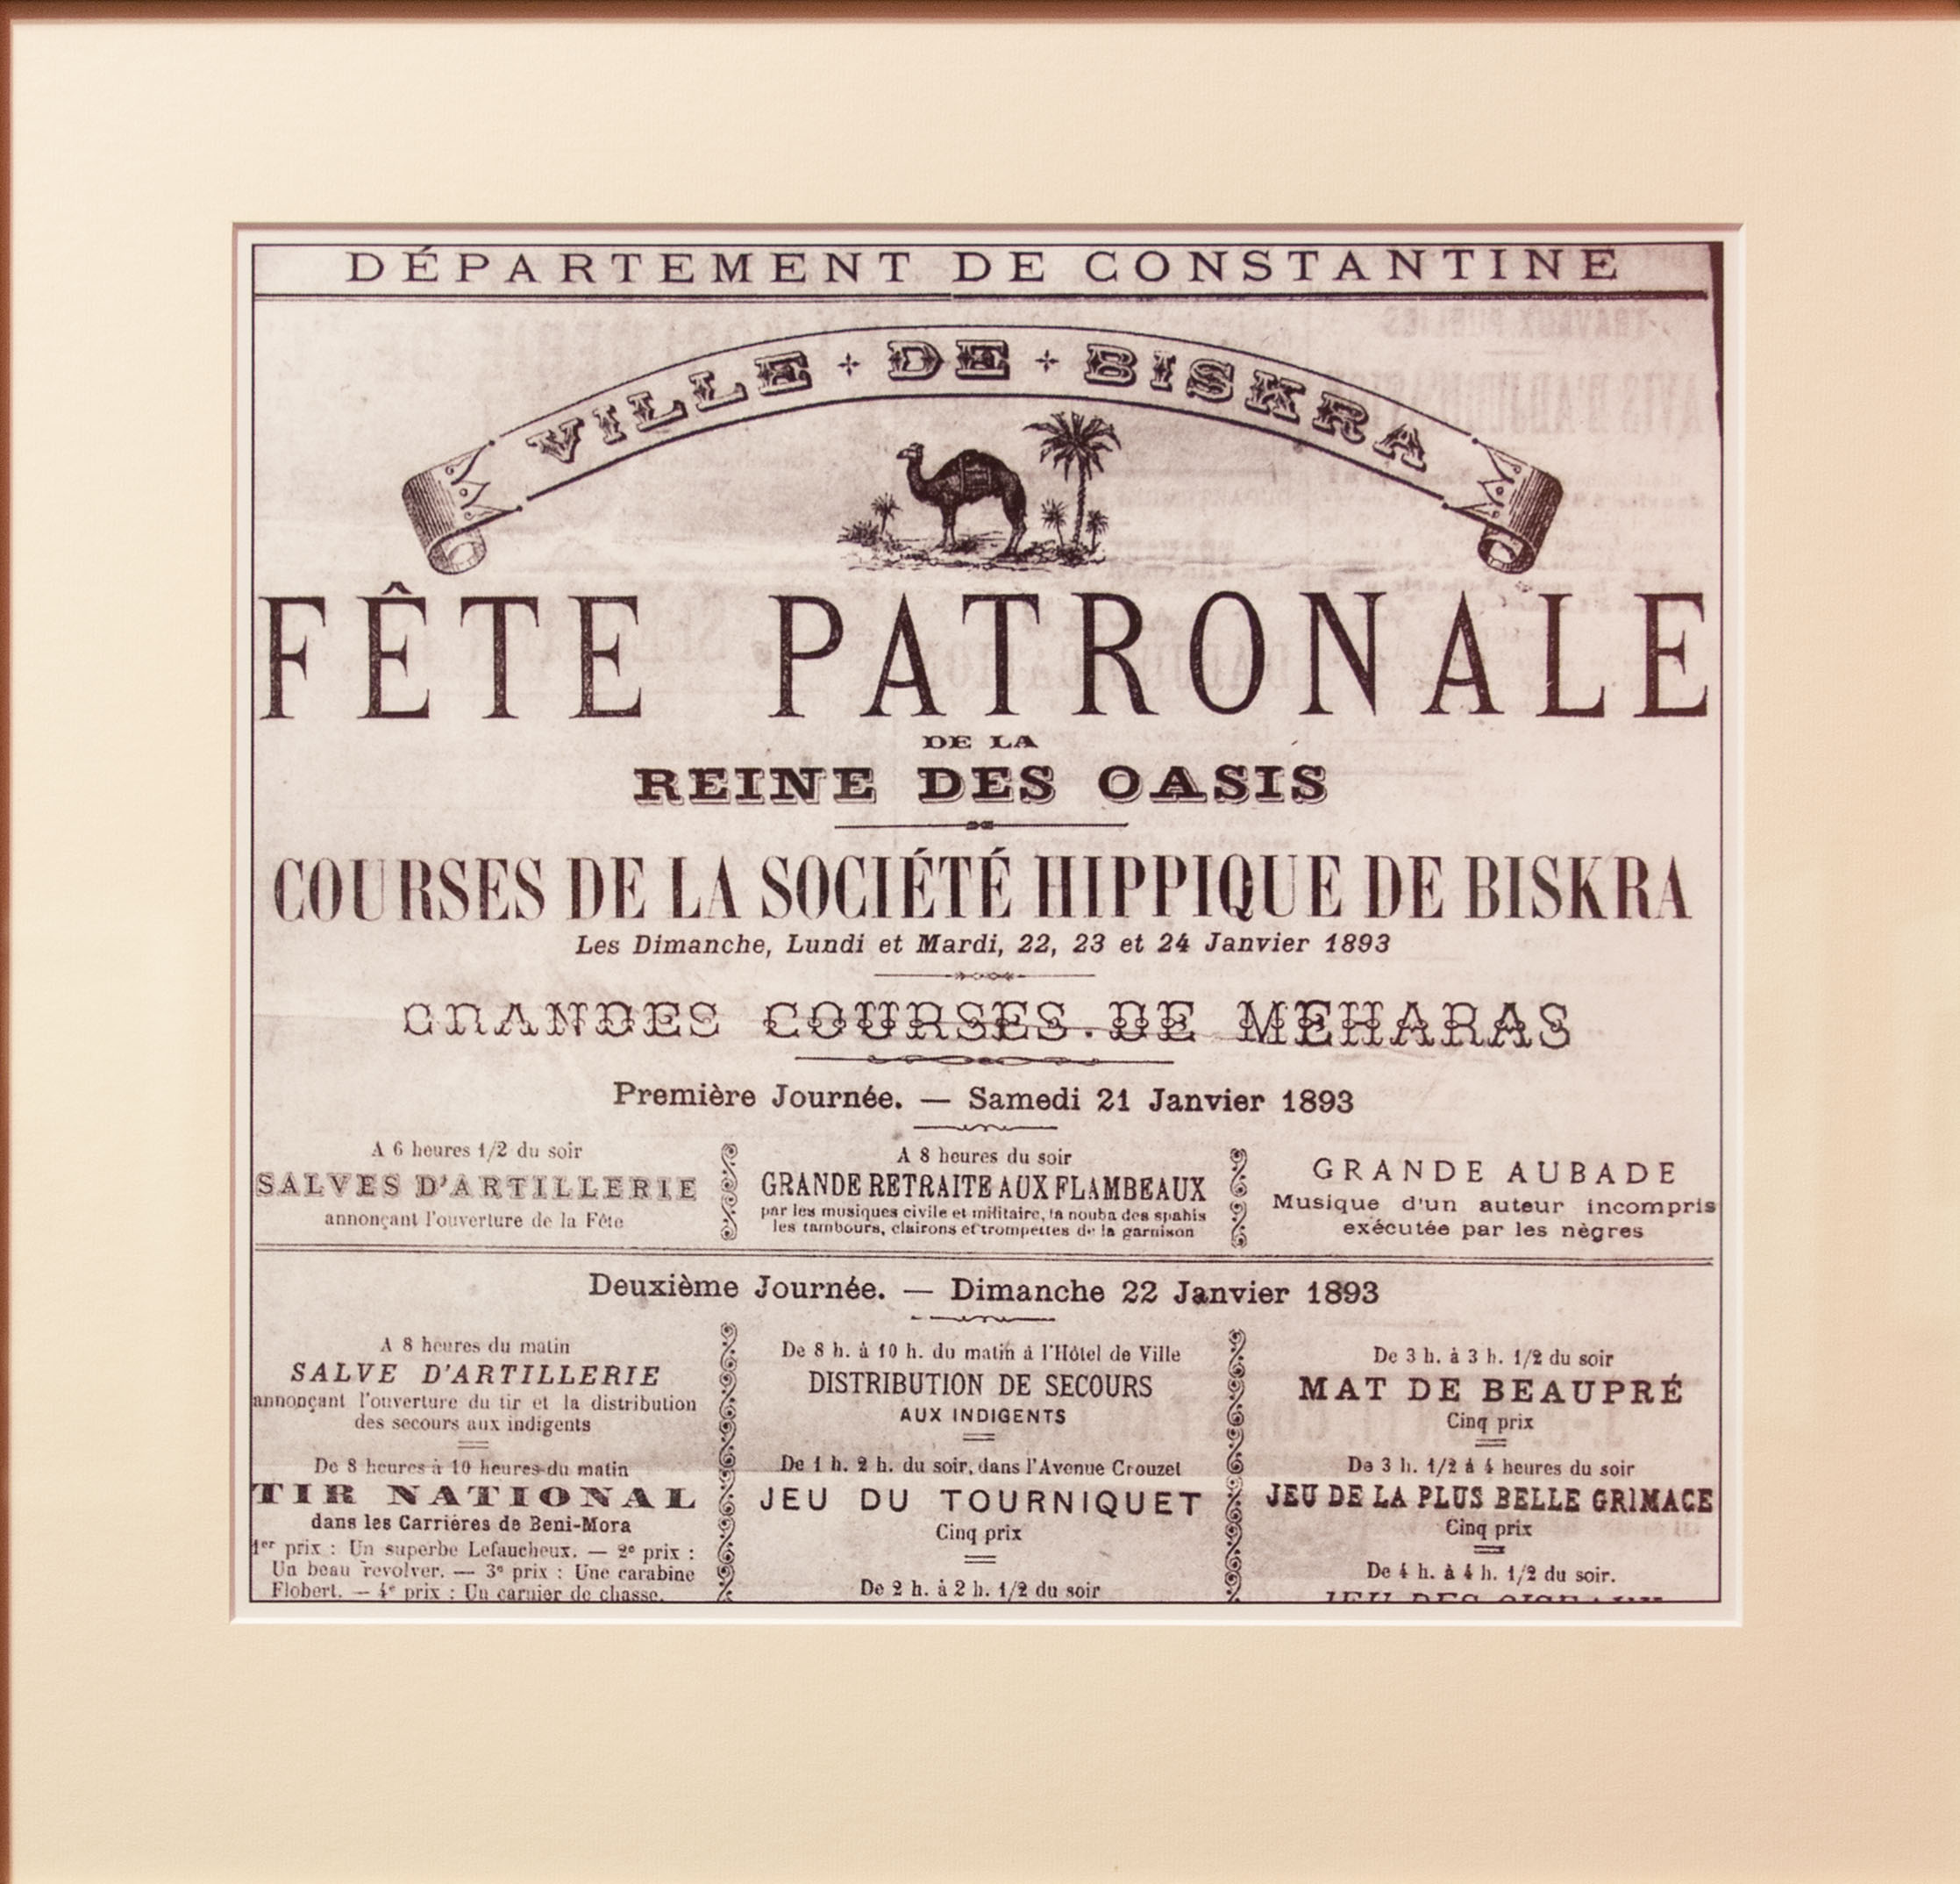 DÉPARTEMENT DE CONSTANTINE
VILLE DE BISKRA
FÊTE PATRONALE
DE LA
REINE DES OASIS
COURSES DE LA SOCIÉTÉ HIPPIQUE DE BISKRA
Les Dimanche, Lundi et Mardi, 22, 23 et 24 Janvier 1893
GRANDES COURSES DE MEHARAS
Première Journée. — Samedi 21 Janvier 1893
A 6 heures 1/2 du soir
SALVES D'ARTILLERIE
annonçant l'ouverture de la Fête
A 8 heures du soir
GRANDE RETRAITE AUX FLAMBEAUX
par les musiques civile et militaire, la nouba des spahis
les tambours, clairons et trompettes de la garnison
GRANDE AUBADE
Musique d'un auteur incompris
exécutée par les nègres
Deuxième Journée. — Dimanche 22 Janvier 1893
A 8 heures du matin
SALVE D'ARTILLERIE
annonçant l'ouverture du tir et la distribution
des secours aux indigents
De 8 heures à 10 heures du matin
TIR NATIONAL
dans les Carrières de Beni-Mora
1er prix : Un superbe Lefaucheux. — 2e prix :
Un beau revolver. — 3e prix : Une carabine
Flobert. — 4e prix : Un carnier de chasse.
De 8 h. à 10 h. du matin à l'Hôtel de Ville
DISTRIBUTION DE SECOURS
AUX INDIGENTS
De 1 h. 2 h. du soir, dans l'Avenue Crouzet
JEU DU TOURNIQUET
Cinq prix
De 2 h. à 2 h. 1/2 du soir
De 3 h. à 3 h. 1/2 du soir
MAT DE BEAUPRÉ
Cinq prix
De 3 h. 1/2 à 4 heures du soir
JEU DE LA PLUS BELLE GRIMACE
Cinq prix
De 4 h. à 4 h. 1/2 du soir.
JEU DES